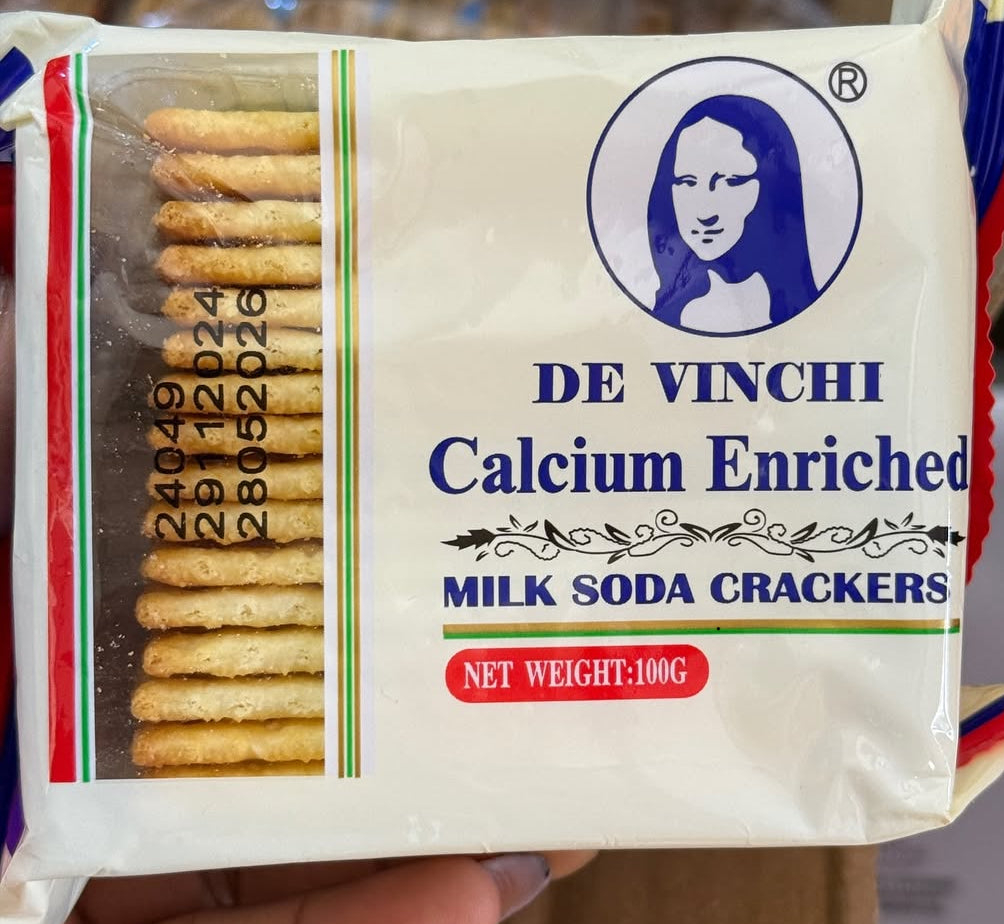 24049
29112024
28052026
®
DE VINCHI
Calcium Enriched
MILK SODA CRACKERS
NET WEIGHT:100G